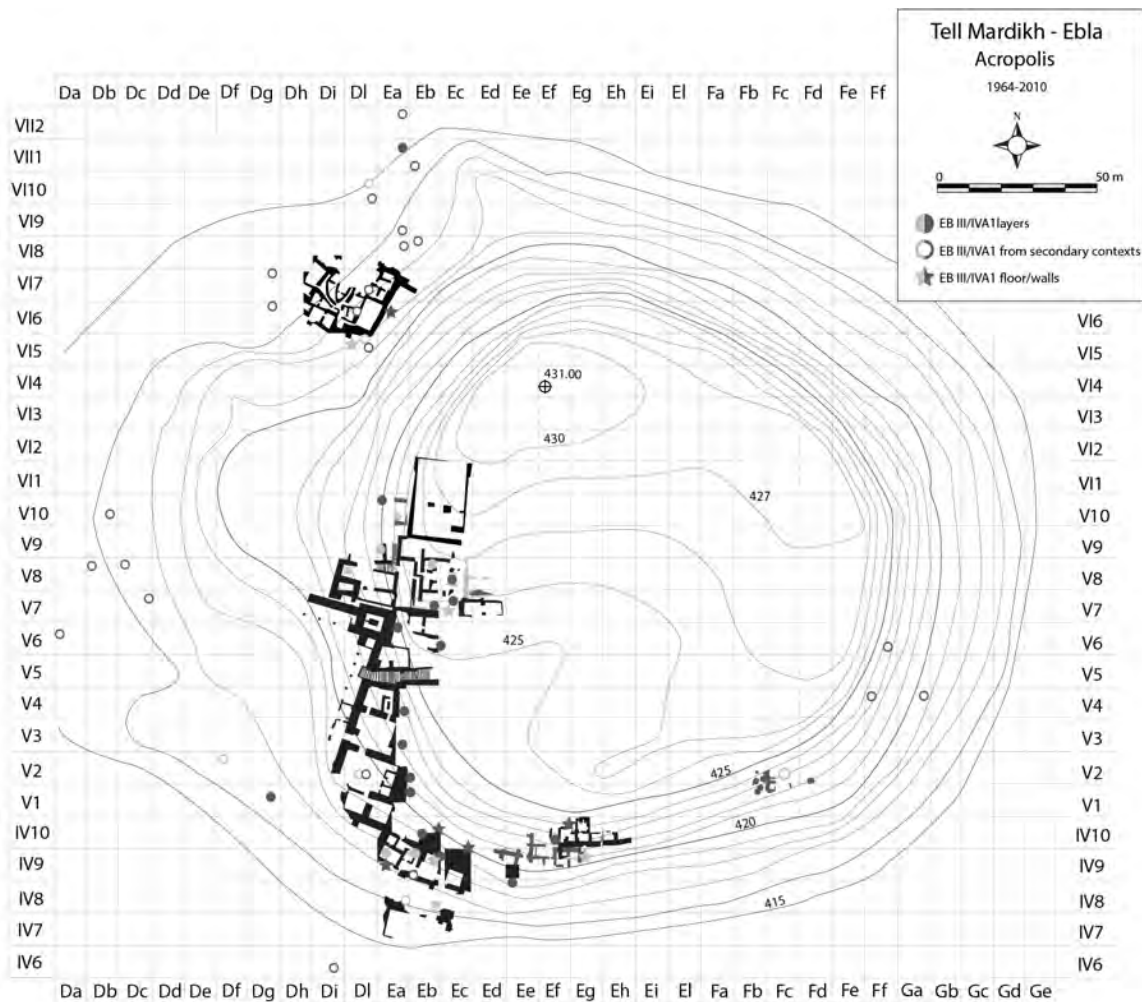 Tell Mardikh - Ebla
Acropolis
1964-2010
N
0 50 m
EB III/IVA1layers
EB III/IVA1 from secondary contexts
EB III/IVA1 floor/walls
Da Db Dc Dd De Df Dg Dh Di Dl Ea Eb Ec Ed Ee Ef Eg Eh Ei El Fa Fb Fc Fd Fe Ff
VII2
VII1
VI10
VI9
VI8
VI7
VI6 VI6
VI5 VI5
VI4 431.00 VI4
VI3 VI3
VI2 430 VI2
VI1 VI1
427
V10 V10
V9 V9
V8 V8
V7 V7
V6 425 V6
V5 V5
V4 V4
V3 V3
V2 425 V2
V1 V1
IV10 420 IV10
IV9 IV9
IV8 415 IV8
IV7 IV7
IV6 IV6
Da Db Dc Dd De Df Dg Dh Di Dl Ea Eb Ec Ed Ee Ef Eg Eh Ei El Fa Fb Fc Fd Fe Ff Ga Gb Gc Gd Ge